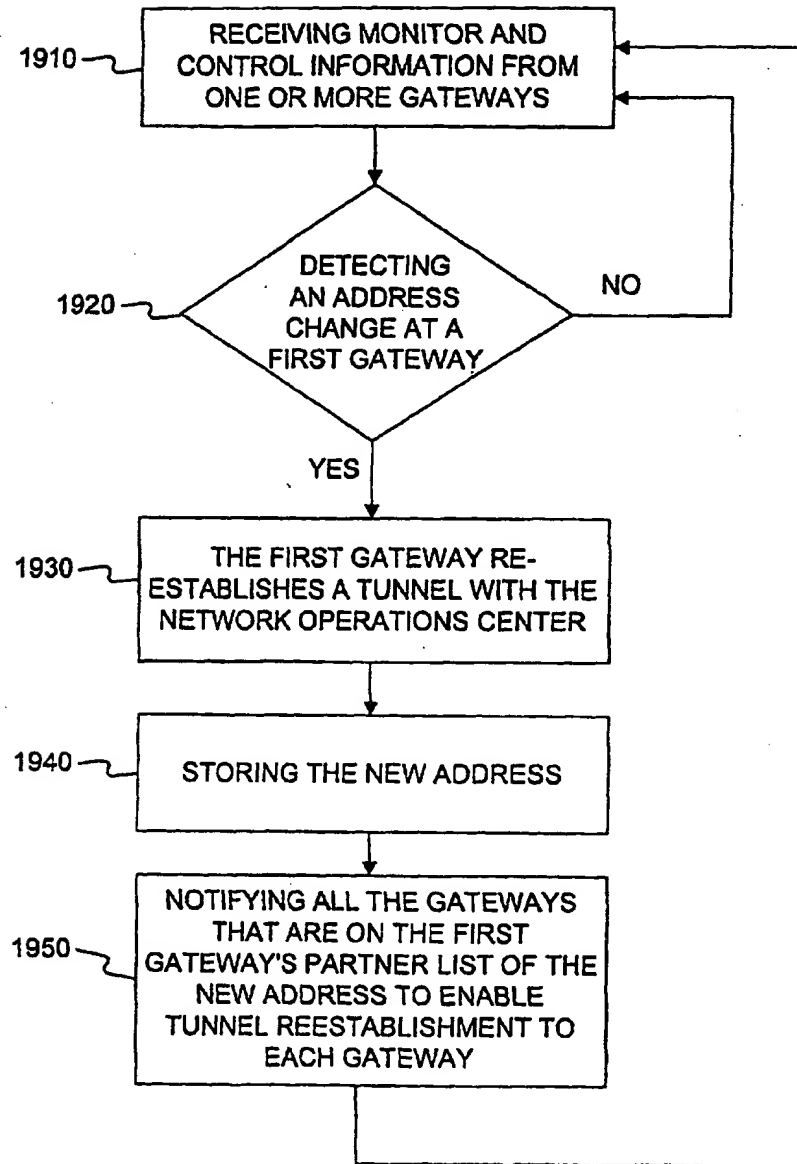 1910
RECEIVING MONITOR AND
CONTROL INFORMATION FROM
ONE OR MORE GATEWAYS
1920
DETECTING
AN ADDRESS
CHANGE AT A
FIRST GATEWAY
NO
YES
1930
THE FIRST GATEWAY RE-
ESTABLISHES A TUNNEL WITH THE
NETWORK OPERATIONS CENTER
1940
STORING THE NEW ADDRESS
1950
NOTIFYING ALL THE GATEWAYS
THAT ARE ON THE FIRST
GATEWAY'S PARTNER LIST OF THE
NEW ADDRESS TO ENABLE
TUNNEL REESTABLISHMENT TO
EACH GATEWAY